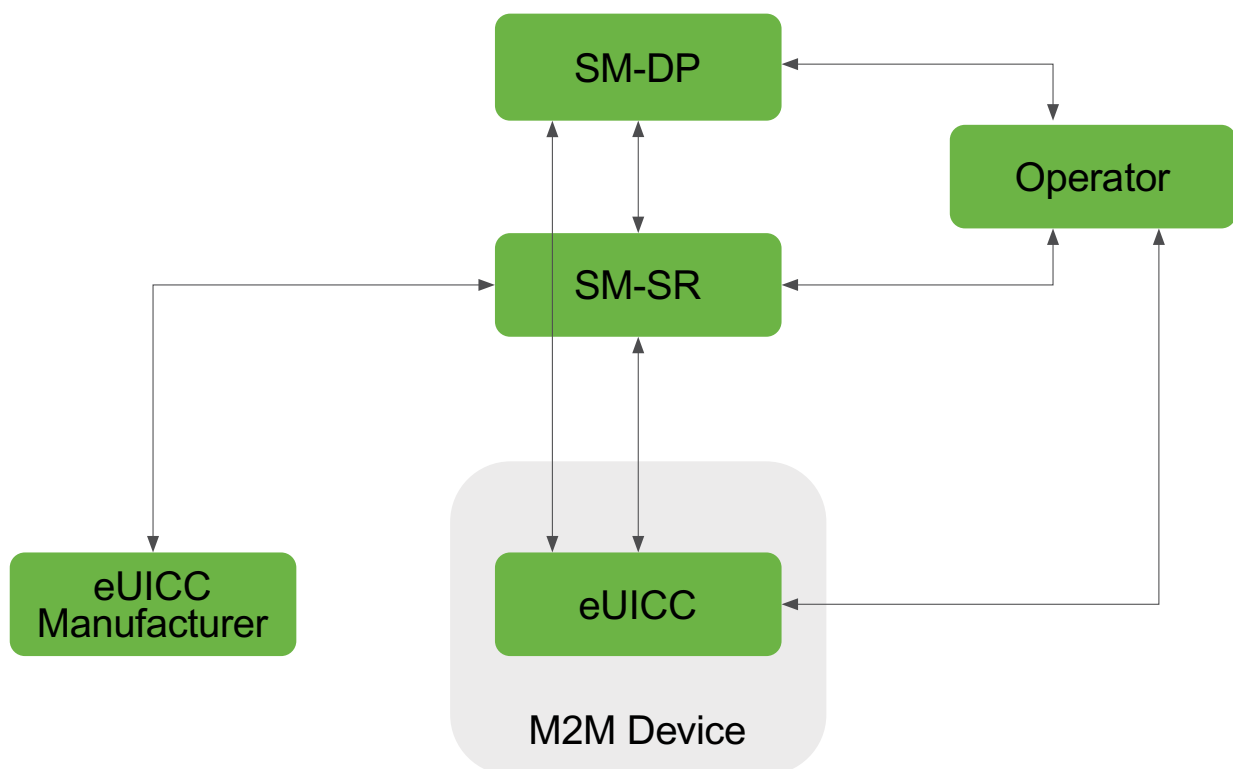 SM-DP
Operator
SM-SR
eUICC
Manufacturer
eUICC
M2M Device